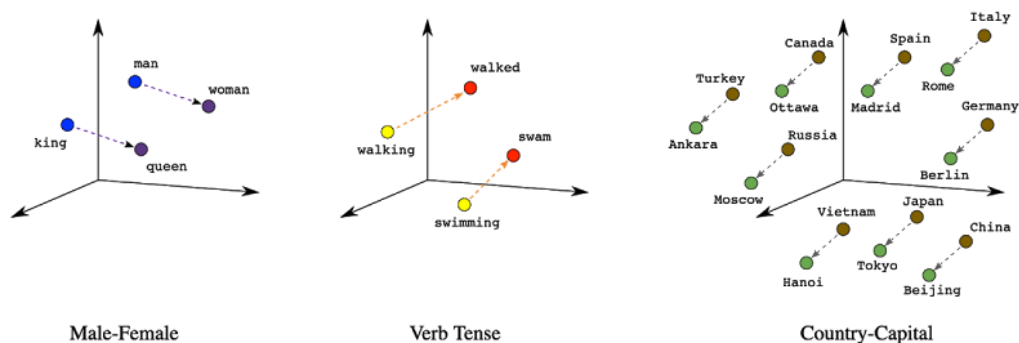 man
woman
king
queen
Male-Female
walked
walking
swam
swimming
Verb Tense
Italy
Spain
Canada
Rome
Turkey
Ottawa
Madrid
Germany
Ankara
Russia
Berlin
Moscow
Vietnam
Japan
China
Hanoi
Tokyo
Beijing
Country-Capital